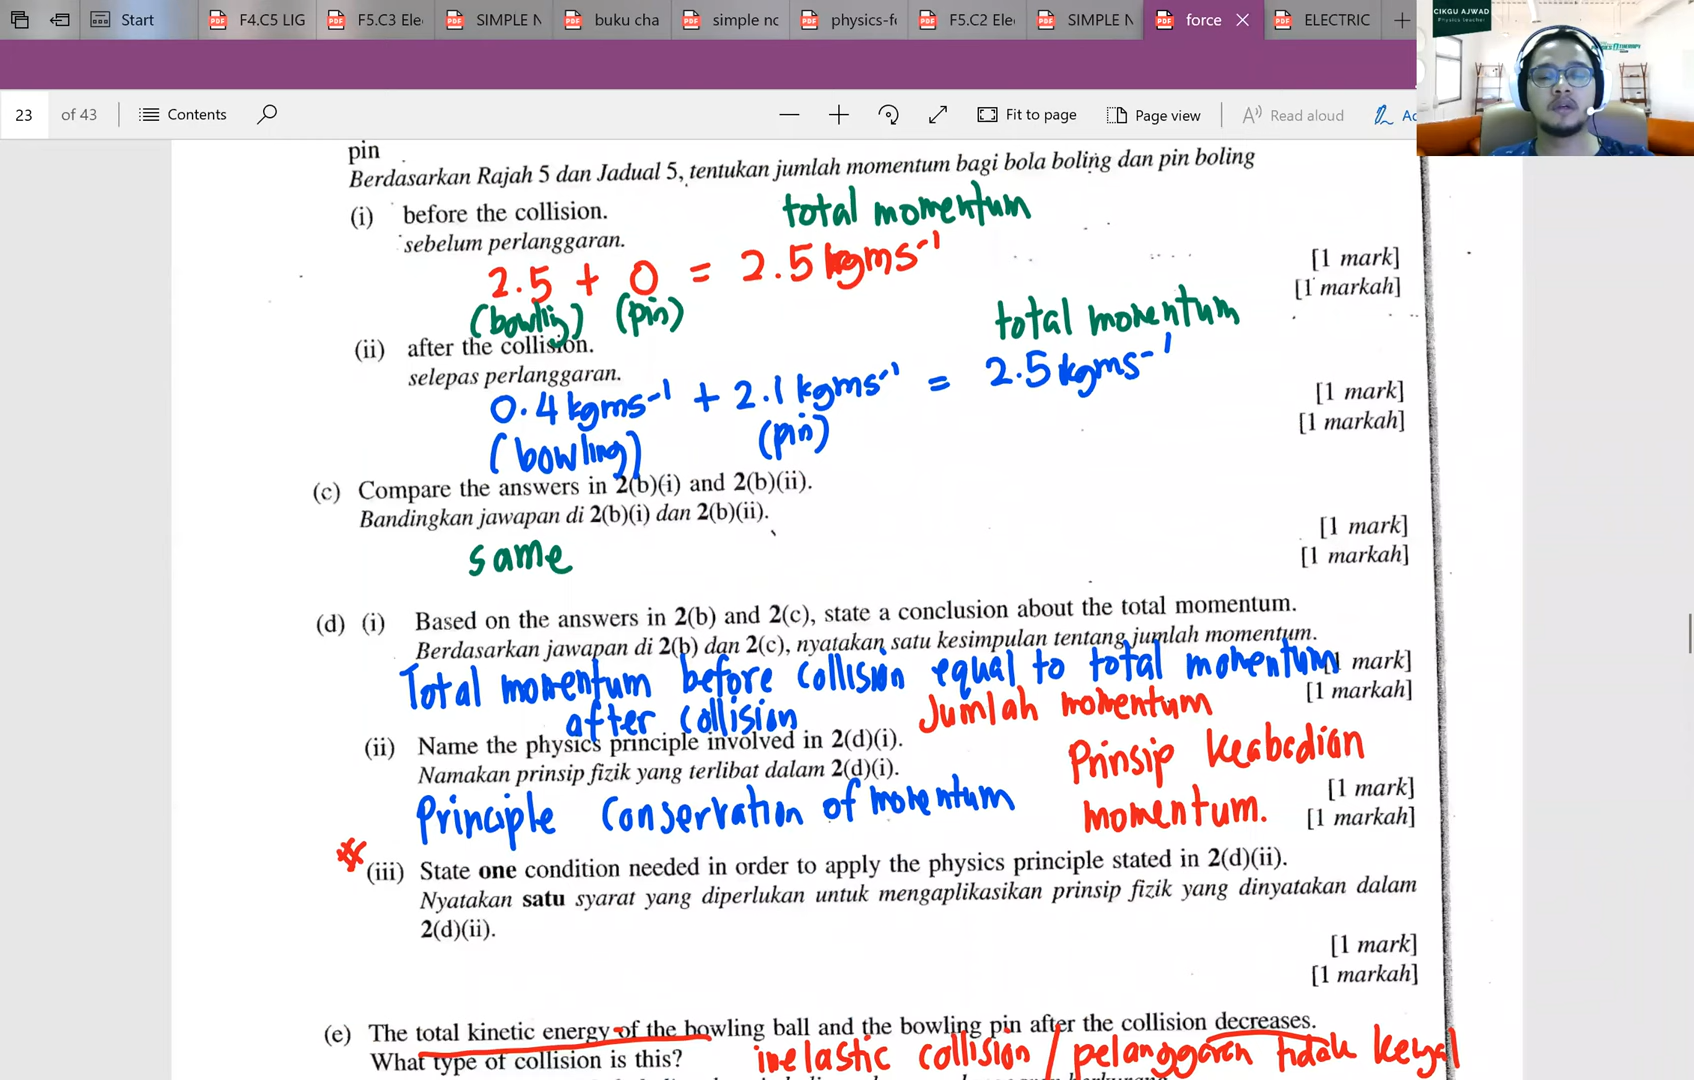 Start
F4.C5 LIG
F5.C3 Ele
SIMPLE N
buku cha
simple nc
physics-fe
F5.C2 Ele
SIMPLE N
force
ELECTRIC
CIKGU AJWAD
Physics teacher
23 of 43
Contents
Fit to page
Page view
Read aloud
pin
Berdasarkan Rajah 5 dan Jadual 5, tentukan jumlah momentum bagi bola boling dan pin boling
(i) before the collision.
total momentum
sebelum perlanggaran.
2.5 + 0 = 2.5 kgms⁻¹
[1 mark]
[1 markah]
(bowling) (pin)
total momentum
(ii) after the collision.
selepas perlanggaran.
0.4 kgms⁻¹ + 2.1 kgms⁻¹ = 2.5 kgms⁻¹
[1 mark]
[1 markah]
(bowling) (pin)
(c) Compare the answers in 2(b)(i) and 2(b)(ii).
Bandingkan jawapan di 2(b)(i) dan 2(b)(ii).
[1 mark]
[1 markah]
same
(d) (i) Based on the answers in 2(b) and 2(c), state a conclusion about the total momentum.
Berdasarkan jawapan di 2(b) dan 2(c), nyatakan satu kesimpulan tentang jumlah momentum.
Total momentum before collision equal to total momentum
mark]
[1 markah]
after collision
Jumlah momentum
(ii) Name the physics principle involved in 2(d)(i).
Namakan prinsip fizik yang terlibat dalam 2(d)(i).
Prinsip keabadian
momentum.
Principle conservation of momentum
[1 mark]
[1 markah]
(iii) State one condition needed in order to apply the physics principle stated in 2(d)(ii).
Nyatakan satu syarat yang diperlukan untuk mengaplikasikan prinsip fizik yang dinyatakan dalam
2(d)(ii).
[1 mark]
[1 markah]
(e) The total kinetic energy of the bowling ball and the bowling pin after the collision decreases.
What type of collision is this?
inelastic collision / pelanggaran tidak kenyal